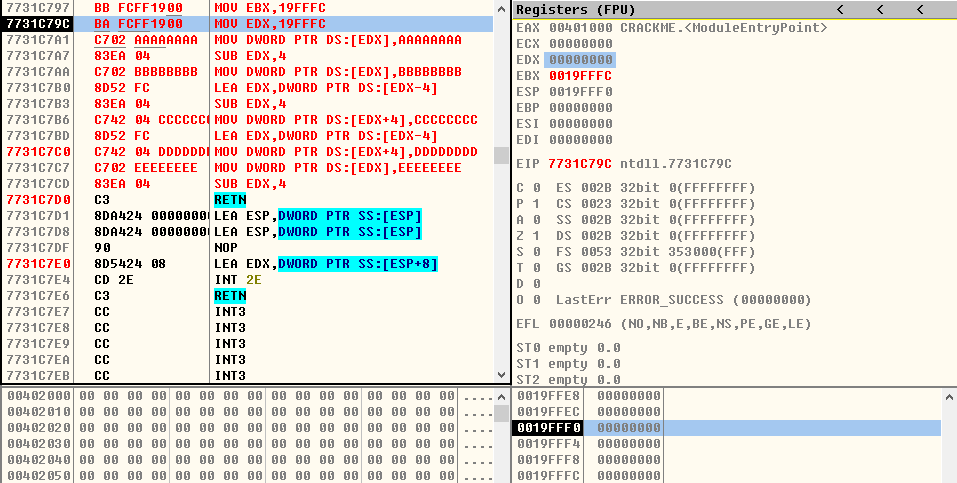 7731C797 BB FCFF1900 MOV EBX,19FFFC
7731C79C BA FCFF1900 MOV EDX,19FFFC
7731C7A1 C702 AAAAAAAA MOV DWORD PTR DS:[EDX],AAAAAAAA
7731C7A7 83EA 04 SUB EDX,4
7731C7AA C702 BBBBBBBB MOV DWORD PTR DS:[EDX],BBBBBBBB
7731C7B0 8D52 FC LEA EDX,DWORD PTR DS:[EDX-4]
7731C7B3 83EA 04 SUB EDX,4
7731C7B6 C742 04 CCCCCCC MOV DWORD PTR DS:[EDX+4],CCCCCCCC
7731C7BD 8D52 FC LEA EDX,DWORD PTR DS:[EDX-4]
7731C7C0 C742 04 DDDDDDD MOV DWORD PTR DS:[EDX+4],DDDDDDDD
7731C7C7 C702 EEEEEEEE MOV DWORD PTR DS:[EDX],EEEEEEEE
7731C7CD 83EA 04 SUB EDX,4
7731C7D0 C3 RETN
7731C7D1 8DA424 0000000 LEA ESP,DWORD PTR SS:[ESP]
7731C7D8 8DA424 0000000 LEA ESP,DWORD PTR SS:[ESP]
7731C7DF 90 NOP
7731C7E0 8D5424 08 LEA EDX,DWORD PTR SS:[ESP+8]
7731C7E4 CD 2E INT 2E
7731C7E6 C3 RETN
7731C7E7 CC INT3
7731C7E8 CC INT3
7731C7E9 CC INT3
7731C7EA CC INT3
7731C7EB CC INT3
Registers (FPU) < < <
EAX 00401000 CRACKME.<ModuleEntryPoint>
ECX 00000000
EDX 00000000
EBX 0019FFFC
ESP 0019FFF0
EBP 00000000
ESI 00000000
EDI 00000000
EIP 7731C79C ntdll.7731C79C
C 0 ES 002B 32bit 0(FFFFFFFF)
P 1 CS 0023 32bit 0(FFFFFFFF)
A 0 SS 002B 32bit 0(FFFFFFFF)
Z 1 DS 002B 32bit 0(FFFFFFFF)
S 0 FS 0053 32bit 353000(FFF)
T 0 GS 002B 32bit 0(FFFFFFFF)
D 0
O 0 LastErr ERROR_SUCCESS (00000000)
EFL 00000246 (NO,NB,E,BE,NS,PE,GE,LE)
ST0 empty 0.0
ST1 empty 0.0
ST2 empty 0.0
00402000 00 00 00 00 00 00 00 00 00 00 00 00 00 00 00 00 ....
00402010 00 00 00 00 00 00 00 00 00 00 00 00 00 00 00 00 ....
00402020 00 00 00 00 00 00 00 00 00 00 00 00 00 00 00 00 ....
00402030 00 00 00 00 00 00 00 00 00 00 00 00 00 00 00 00 ....
00402040 00 00 00 00 00 00 00 00 00 00 00 00 00 00 00 00 ....
00402050 00 00 00 00 00 00 00 00 00 00 00 00 00 00 00 00 ....
0019FFE8 00000000
0019FFEC 00000000
0019FFF0 00000000
0019FFF4 00000000
0019FFF8 00000000
0019FFFC 00000000